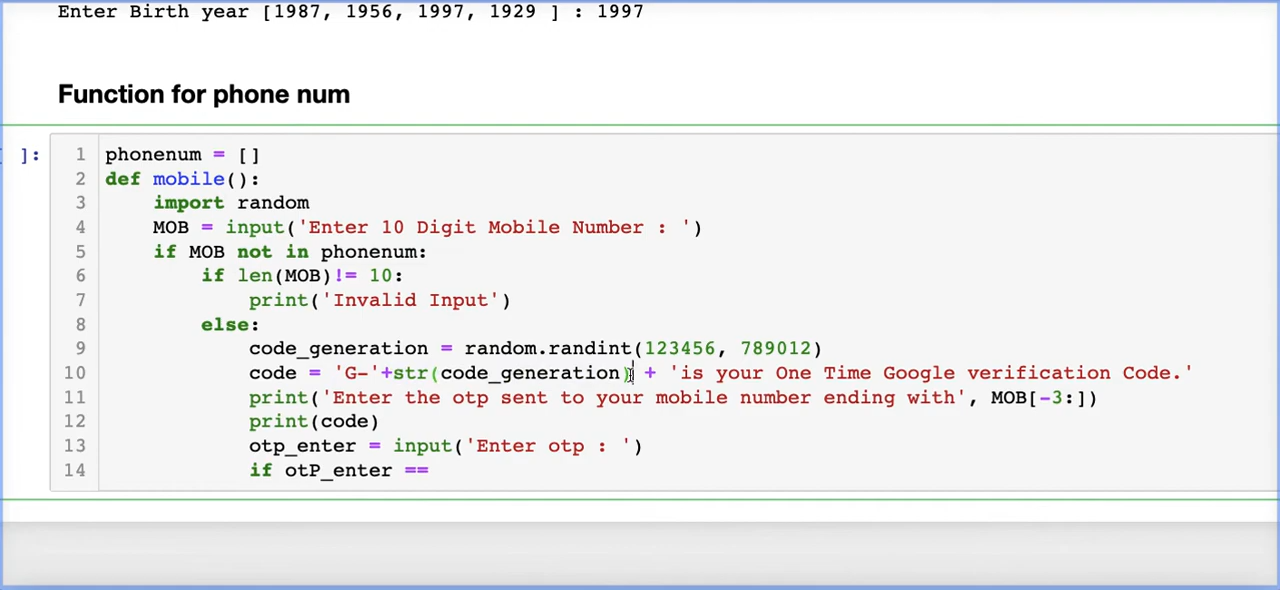 Enter Birth year [1987, 1956, 1997, 1929 ] : 1997
Function for phone num
]:
1 phonenum = []
2 def mobile():
3 import random
4 MOB = input('Enter 10 Digit Mobile Number : ')
5 if MOB not in phonenum:
6 if len(MOB)!= 10:
7 print('Invalid Input')
8 else:
9 code_generation = random.randint(123456, 789012)
10 code = 'G-'+str(code_generation) + 'is your One Time Google verification Code.'
11 print('Enter the otp sent to your mobile number ending with', MOB[-3:])
12 print(code)
13 otp_enter = input('Enter otp : ')
14 if otP_enter ==